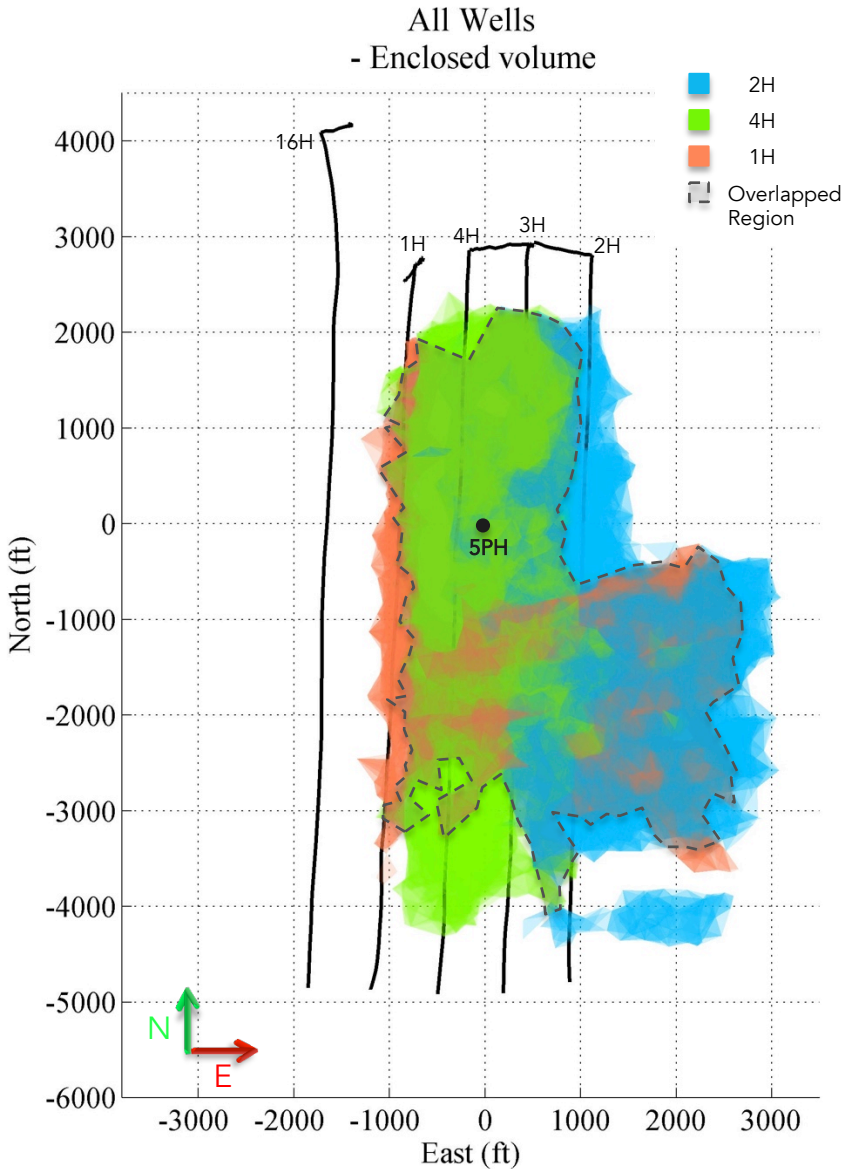 All Wells
- Enclosed volume
2H
4H
1H
Overlapped
Region
4000
3000
2000
1000
0
-1000
-2000
-3000
-4000
-5000
-6000
North (ft)
16H
1H
4H
3H
2H
5PH
N
E
-3000
-2000
-1000
0
1000
2000
3000
East (ft)